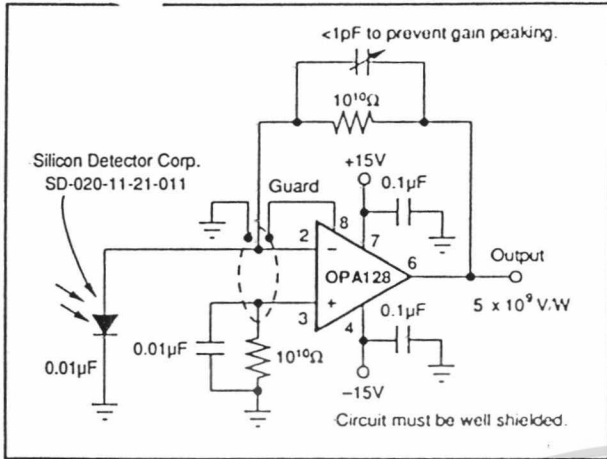 <1pF to prevent gain peaking.
10¹⁰Ω
Silicon Detector Corp.
SD-020-11-21-011
+15V
0.1µF
Guard
8
2
7
−
OPA128
6
Output
5 x 10⁹ V/W
+
3
4
0.1µF
0.01µF
0.01µF
10¹⁰Ω
−15V
Circuit must be well shielded.